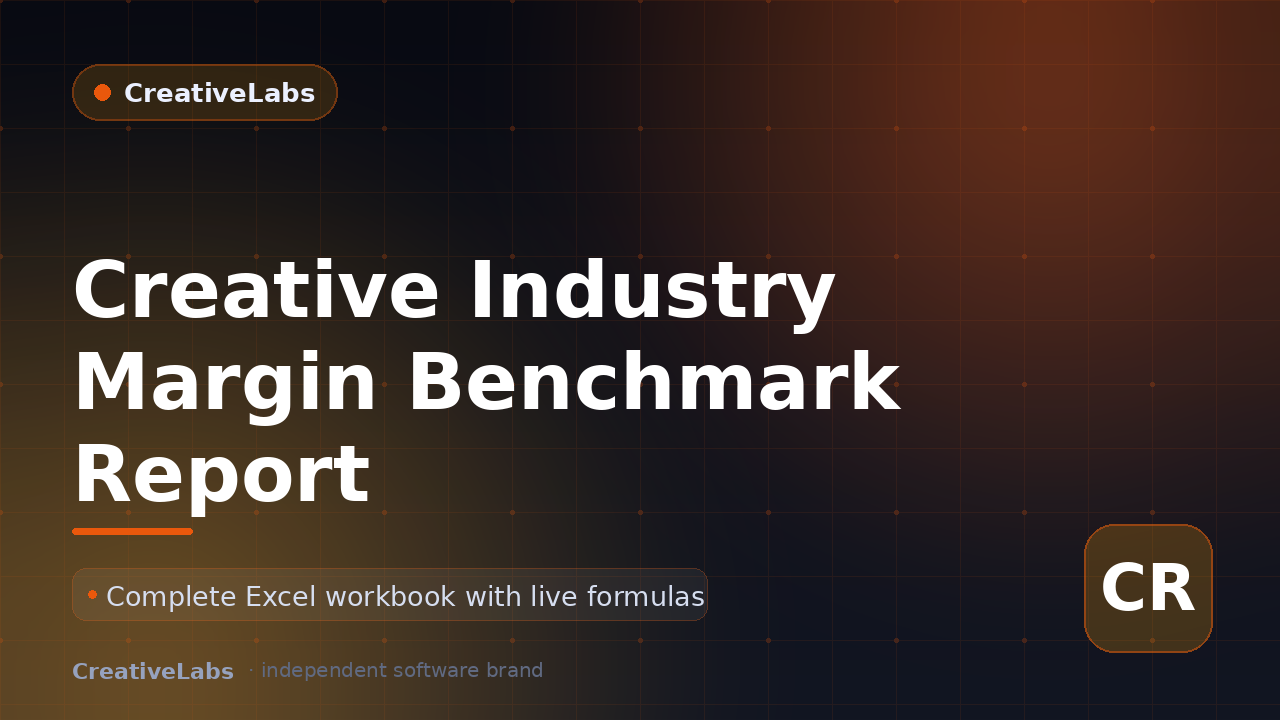 CreativeLabs
Creative Industry
Margin Benchmark
Report
Complete Excel workbook with live formulas
CR
CreativeLabs · independent software brand